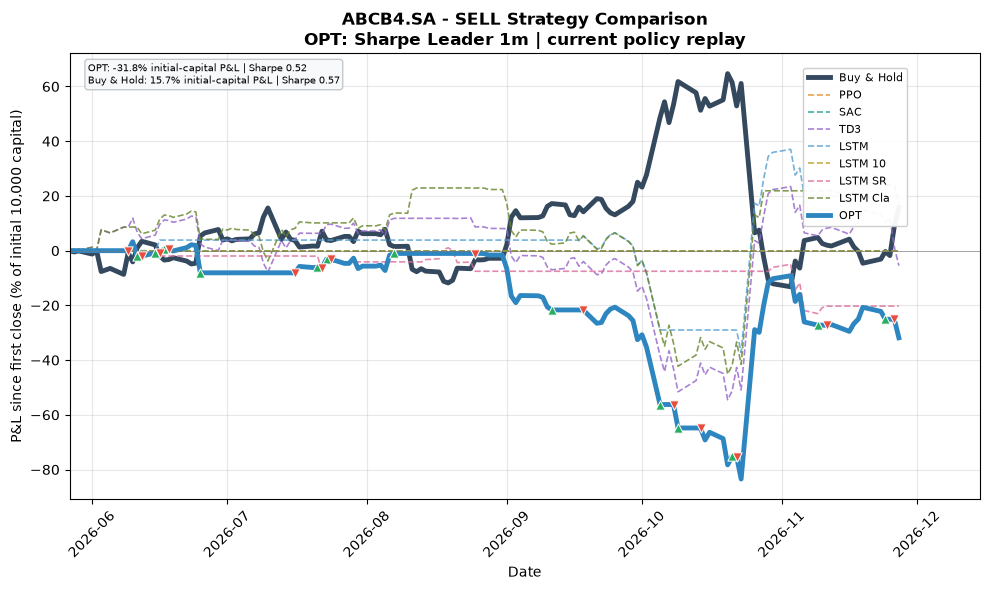 ABCB4.SA - SELL Strategy Comparison
OPT: Sharpe Leader 1m | current policy replay
OPT: -31.8% initial-capital P&L | Sharpe 0.52
Buy & Hold: 15.7% initial-capital P&L | Sharpe 0.57
Buy & Hold
PPO
SAC
TD3
LSTM
LSTM 10
LSTM SR
LSTM Cla
OPT
P&L since first close (% of initial 10,000 capital)
60
40
20
0
−20
−40
−60
−80
2026-06
2026-07
2026-08
2026-09
2026-10
2026-11
2026-12
Date